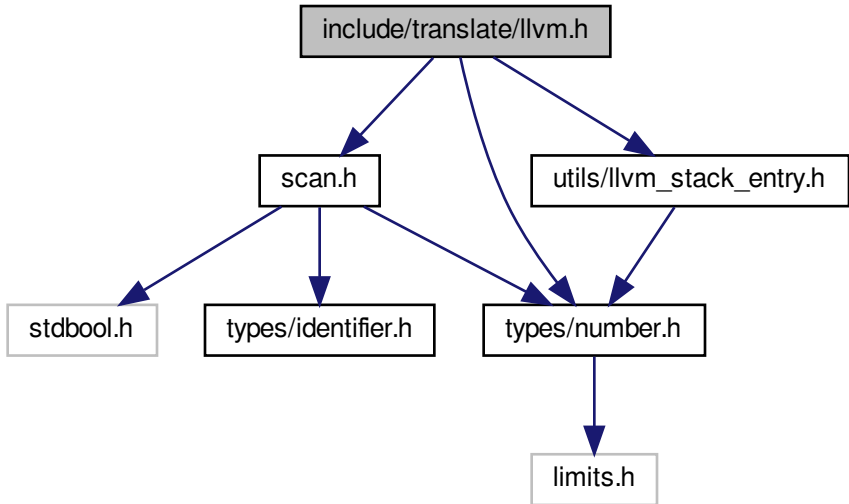 include/translate/llvm.h
scan.h
utils/llvm_stack_entry.h
stdbool.h
types/identifier.h
types/number.h
limits.h